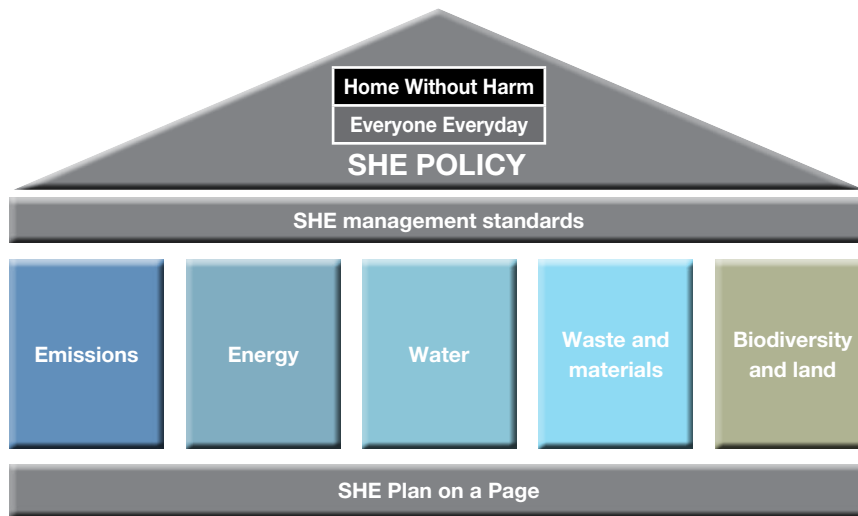 Home Without Harm
Everyone Everyday
SHE POLICY
SHE management standards
Emissions
Energy
Water
Waste and
materials
Biodiversity
and land
SHE Plan on a Page